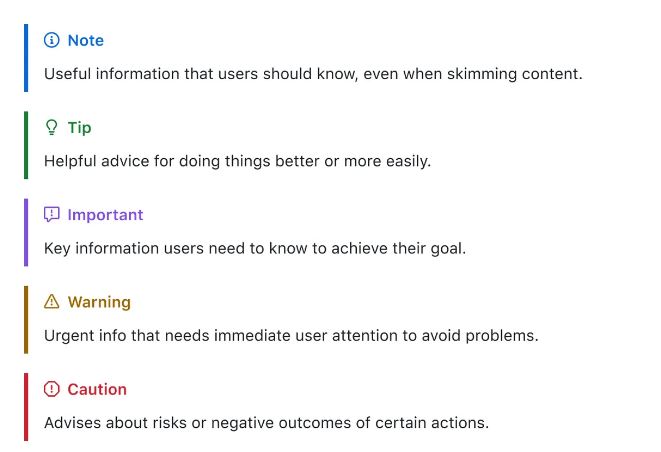 Note
Useful information that users should know, even when skimming content.
Tip
Helpful advice for doing things better or more easily.
Important
Key information users need to know to achieve their goal.
Warning
Urgent info that needs immediate user attention to avoid problems.
Caution
Advises about risks or negative outcomes of certain actions.